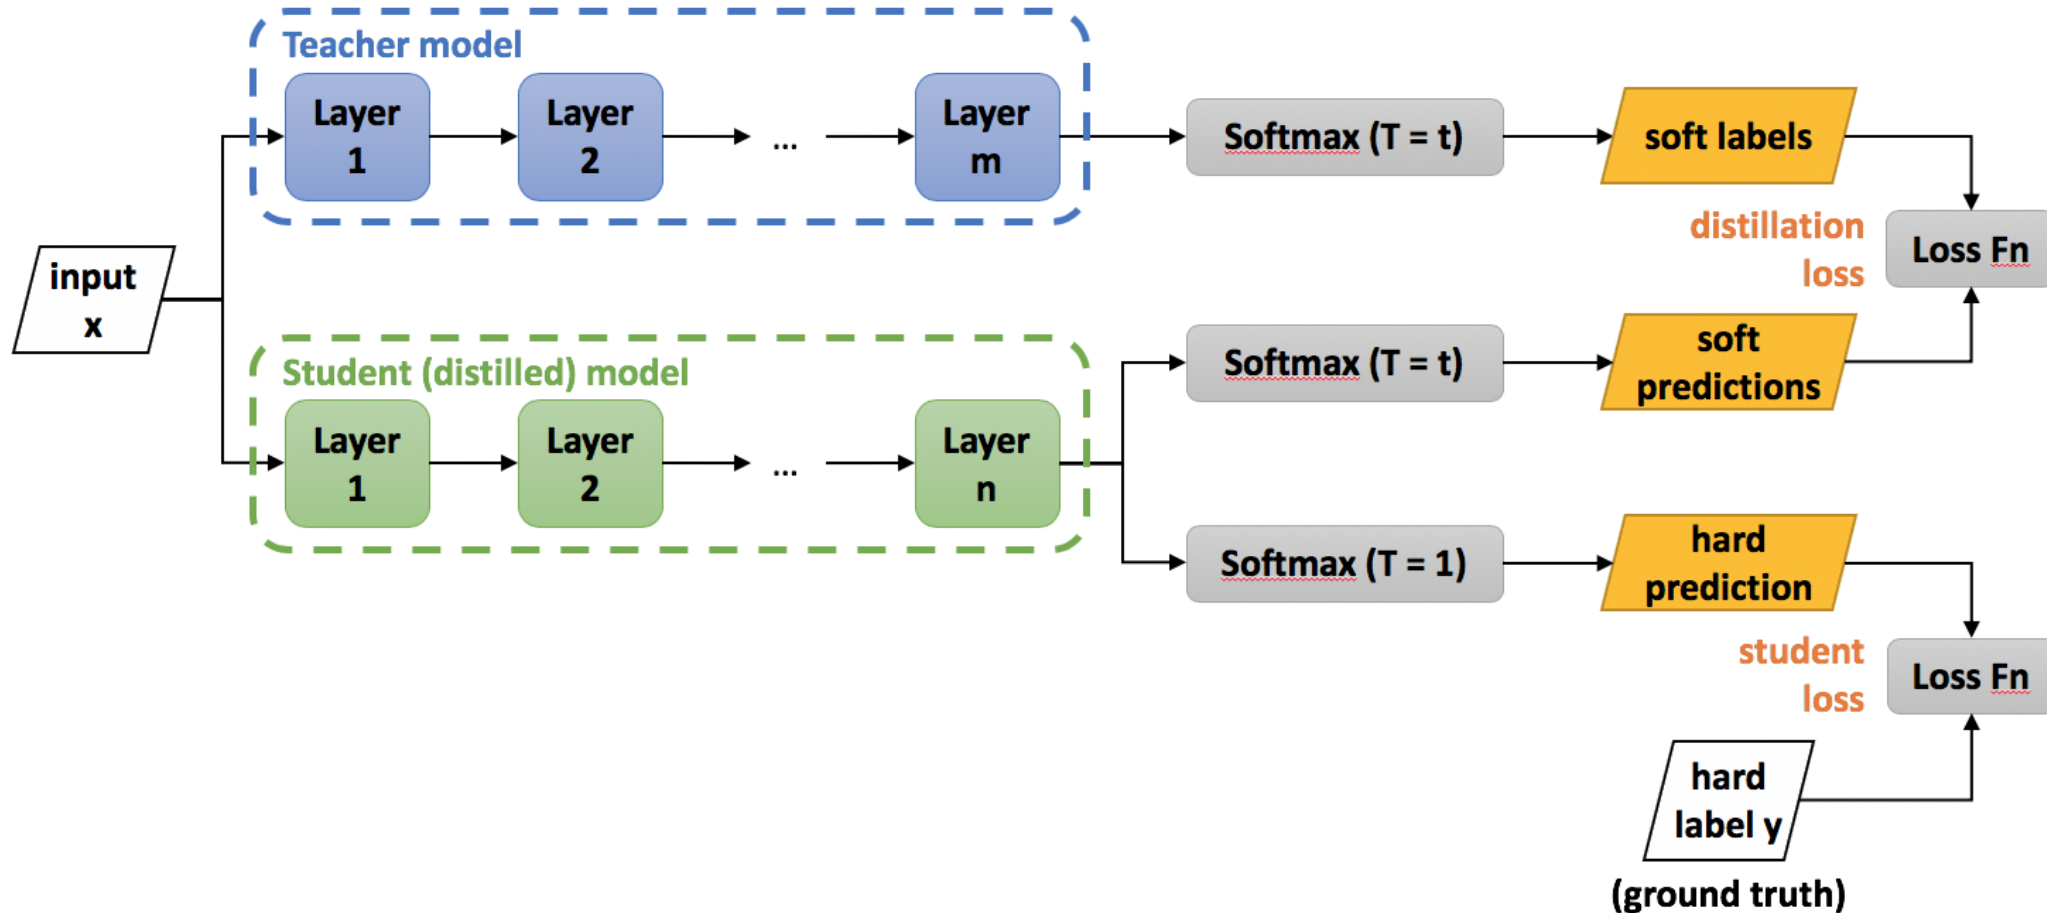 Teacher model
Layer
1
Layer
2
...
Layer
m
Softmax (T = t)
soft labels
input
x
distillation
loss
Loss Fn
Student (distilled) model
Layer
1
Layer
2
...
Layer
n
Softmax (T = t)
soft
predictions
Softmax (T = 1)
hard
prediction
student
loss
Loss Fn
hard
label y
(ground truth)